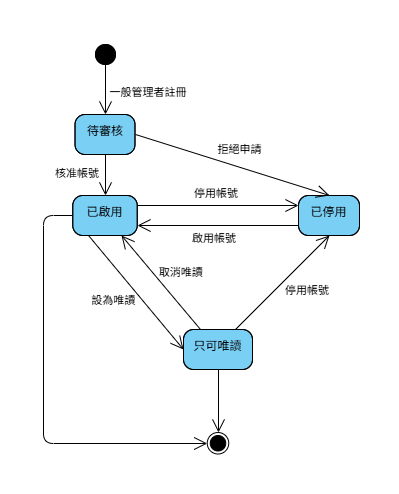 一般管理者註冊
待審核
拒絕申請
核准帳號
停用帳號
已啟用
已停用
啟用帳號
取消唯讀
設為唯讀
停用帳號
只可唯讀